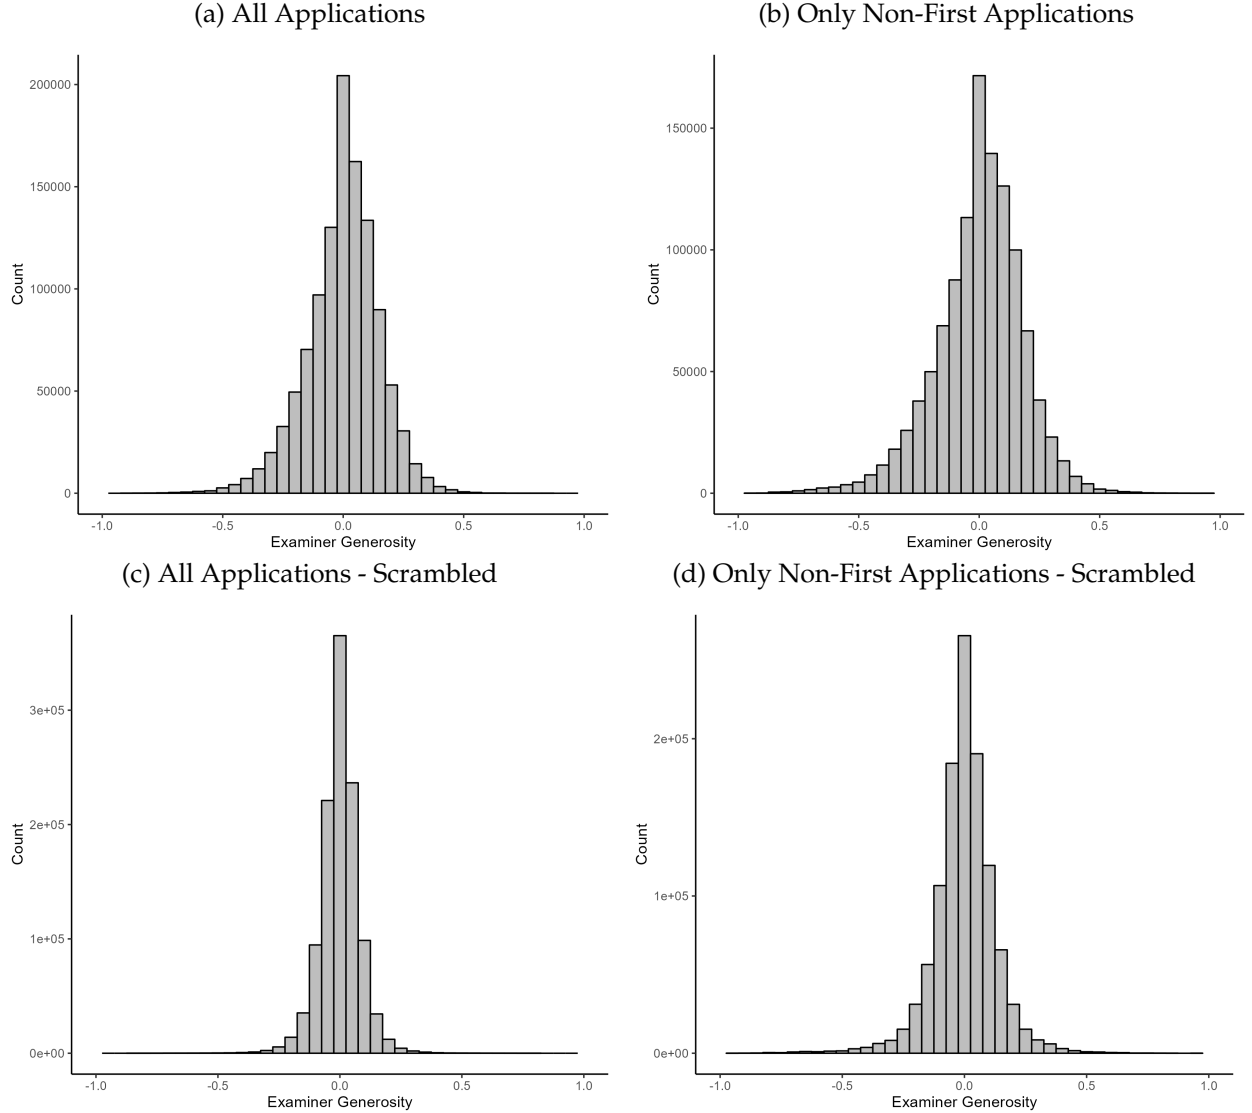 (a) All Applications
200000
150000
100000
50000
0
Count
-1.0 -0.5 0.0 0.5 1.0
Examiner Generosity
(b) Only Non-First Applications
150000
100000
50000
0
Count
-1.0 -0.5 0.0 0.5 1.0
Examiner Generosity
(c) All Applications - Scrambled
3e+05
2e+05
1e+05
0e+00
Count
-1.0 -0.5 0.0 0.5 1.0
Examiner Generosity
(d) Only Non-First Applications - Scrambled
2e+05
1e+05
0e+00
Count
-1.0 -0.5 0.0 0.5 1.0
Examiner Generosity